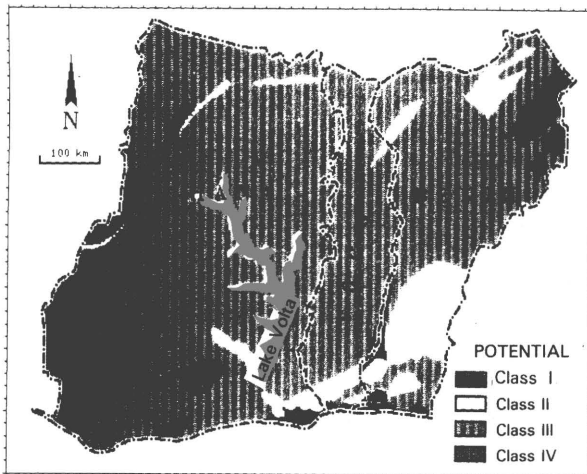 N
100 km
Lake Volta
POTENTIAL
Class I
Class II
Class III
Class IV